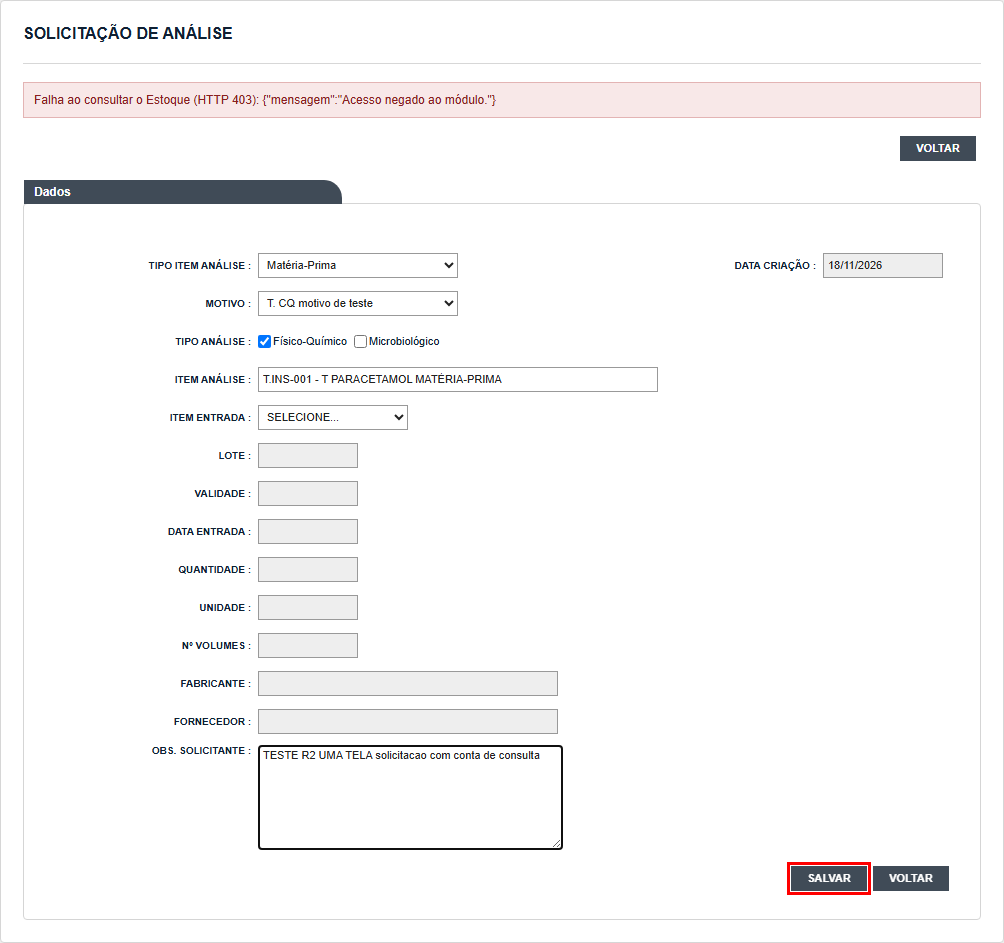 SOLICITAÇÃO DE ANÁLISE
Falha ao consultar o Estoque (HTTP 403): {"mensagem":"Acesso negado ao módulo."}
VOLTAR
Dados
TIPO ITEM ANÁLISE : Matéria-Prima DATA CRIAÇÃO : 18/11/2026
MOTIVO : T. CQ motivo de teste
TIPO ANÁLISE : Físico-Químico Microbiológico
ITEM ANÁLISE : T.INS-001 - T PARACETAMOL MATÉRIA-PRIMA
ITEM ENTRADA : SELECIONE...
LOTE :
VALIDADE :
DATA ENTRADA :
QUANTIDADE :
UNIDADE :
Nº VOLUMES :
FABRICANTE :
FORNECEDOR :
OBS. SOLICITANTE : TESTE R2 UMA TELA solicitacao com conta de consulta
SALVAR VOLTAR